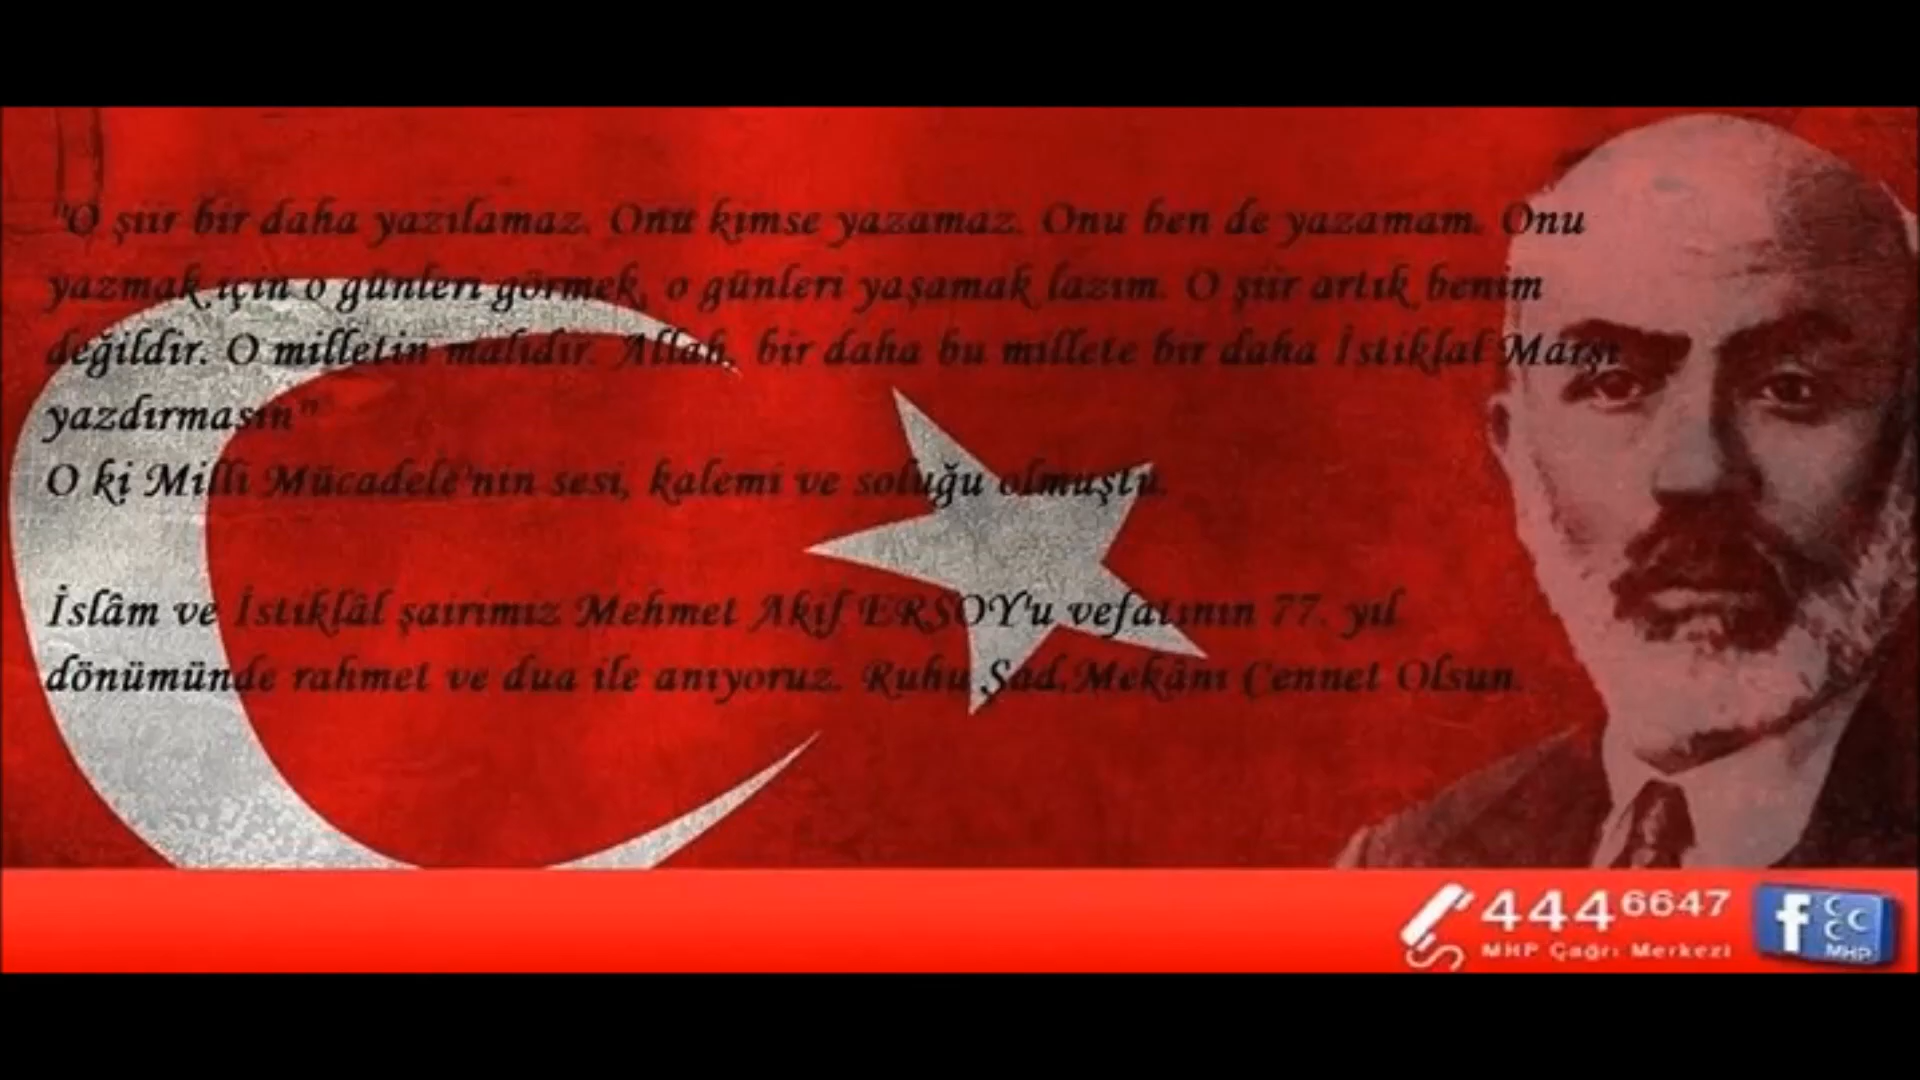 "O şiir bir daha yazılamaz. Onu kimse yazamaz. Onu ben de yazamam. Onu
yazmak için o günleri görmek, o günleri yaşamak lazım. O şiir artık benim
değildir. O milletin malıdır. Allah, bir daha bu millete bir daha İstiklal Marşı
yazdırmasın"
O ki Milli Mücadele'nin sesi, kalemi ve soluğu olmuştu.
İslâm ve İstiklâl şairimiz Mehmet Akif ERSOY'u vefatının 77. yıl
dönümünde rahmet ve dua ile anıyoruz. Ruhu Şad,Mekânı Cennet Olsun.
444 6647
MHP Çağrı Merkezi
f
MHP